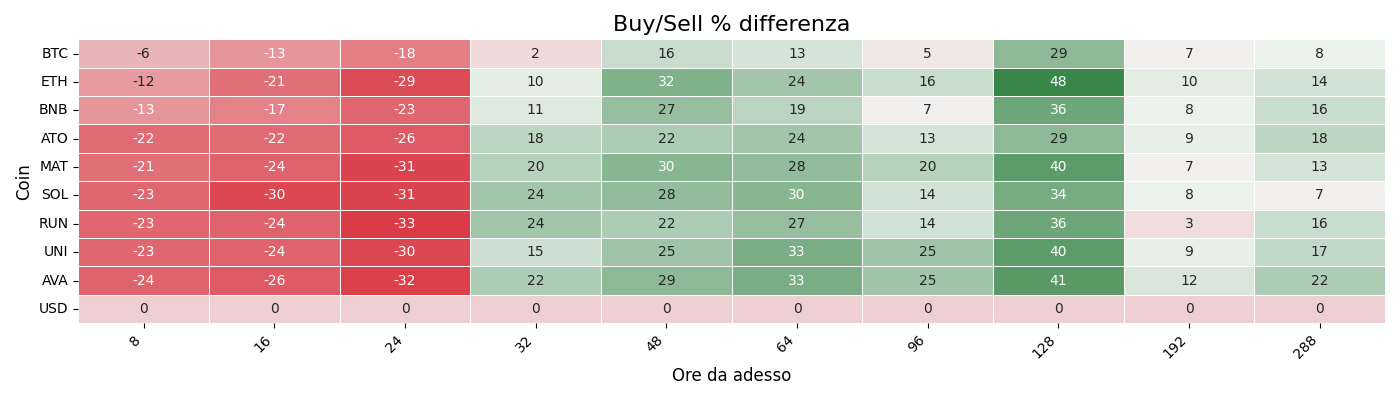 Buy/Sell % differenza
Coin
BTC -6 -13 -18 2 16 13 5 29 7 8
ETH -12 -21 -29 10 32 24 16 48 10 14
BNB -13 -17 -23 11 27 19 7 36 8 16
ATO -22 -22 -26 18 22 24 13 29 9 18
MAT -21 -24 -31 20 30 28 20 40 7 13
SOL -23 -30 -31 24 28 30 14 34 8 7
RUN -23 -24 -33 24 22 27 14 36 3 16
UNI -23 -24 -30 15 25 33 25 40 9 17
AVA -24 -26 -32 22 29 33 25 41 12 22
USD 0 0 0 0 0 0 0 0 0 0
8 16 24 32 48 64 96 128 192 288
Ore da adesso